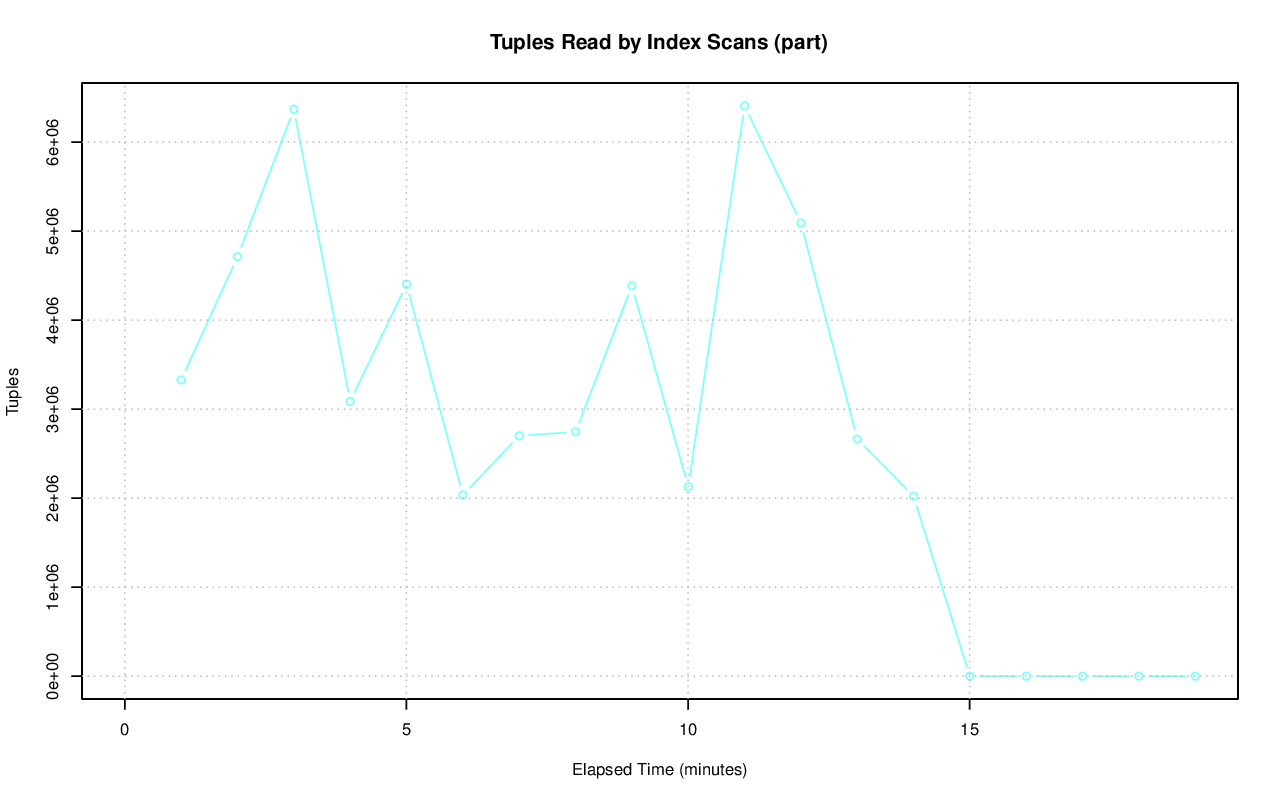 Tuples Read by Index Scans (part)
6e+06
5e+06
4e+06
3e+06
2e+06
1e+06
0e+00
Tuples
0 5 10 15
Elapsed Time (minutes)